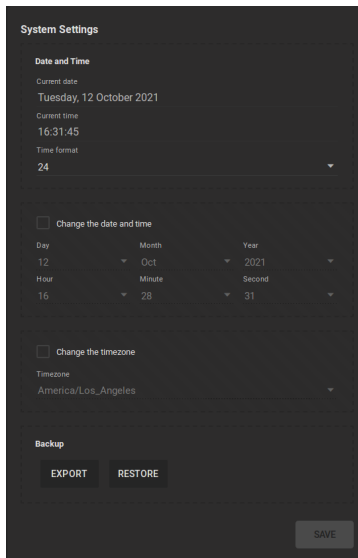 System Settings
Date and Time
Current date
Tuesday, 12 October 2021
Current time
16:31:45
Time format
24
Change the date and time
Day Month Year
12 Oct 2021
Hour Minute Second
16 28 31
Change the timezone
Timezone
America/Los_Angeles
Backup
EXPORT RESTORE
SAVE